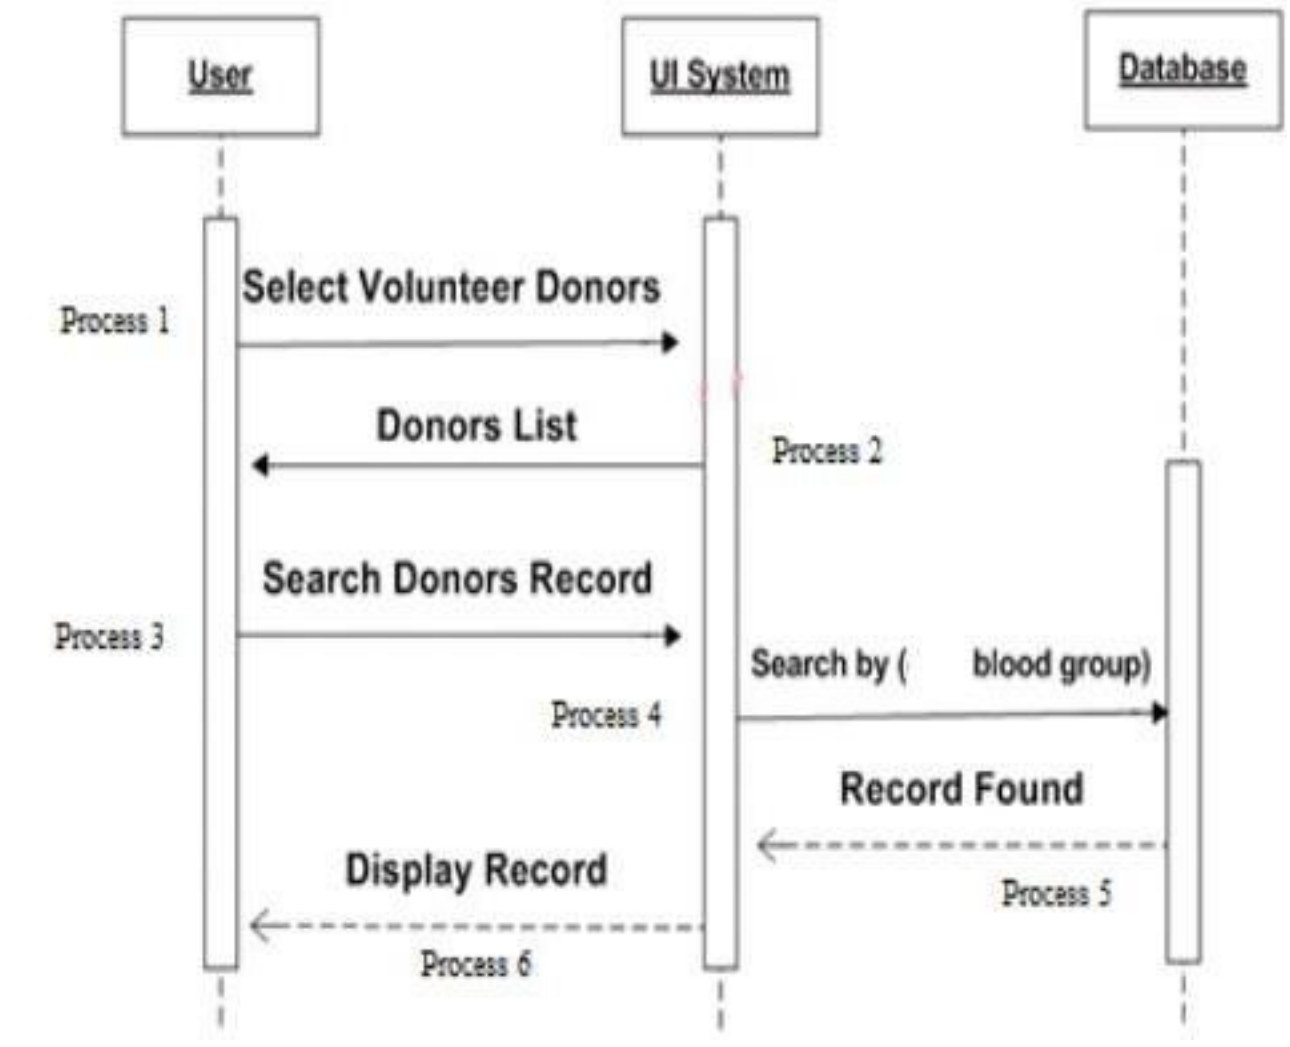 User
UI System
Database
Select Volunteer Donors
Process 1
Donors List
Process 2
Search Donors Record
Process 3
Search by ( blood group)
Process 4
Record Found
Process 5
Display Record
Process 6